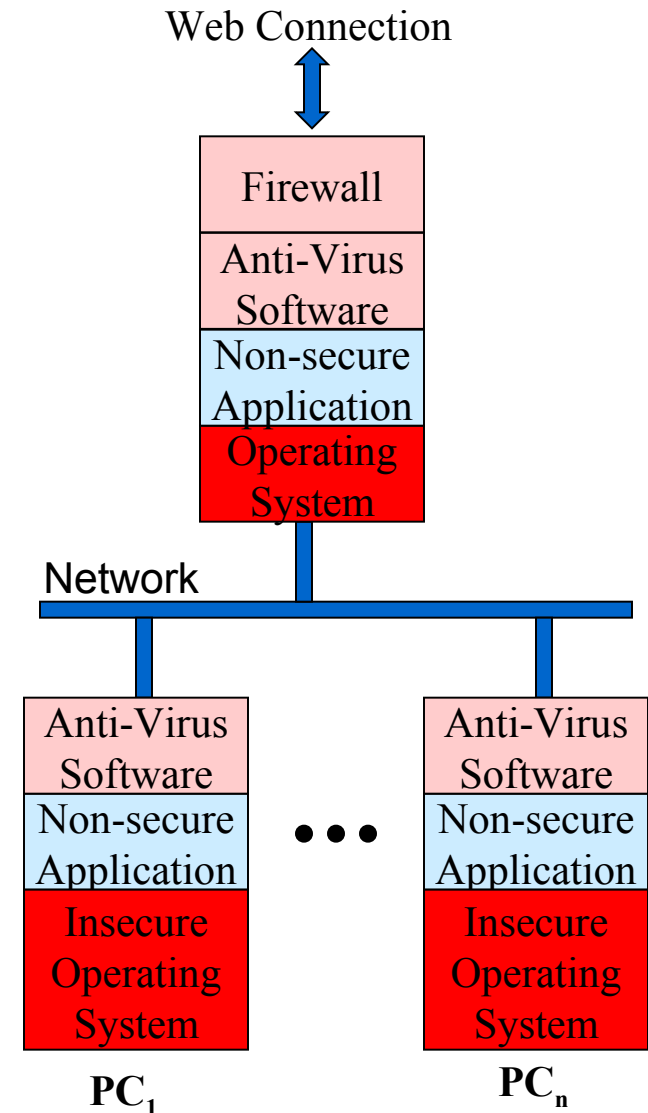 Web Connection
Firewall
Anti-Virus
Software
Non-secure
Application
Operating
System
Network
Anti-Virus
Software
Non-secure
Application
Insecure
Operating
System
PC₁
Anti-Virus
Software
Non-secure
Application
Insecure
Operating
System
PCₙ